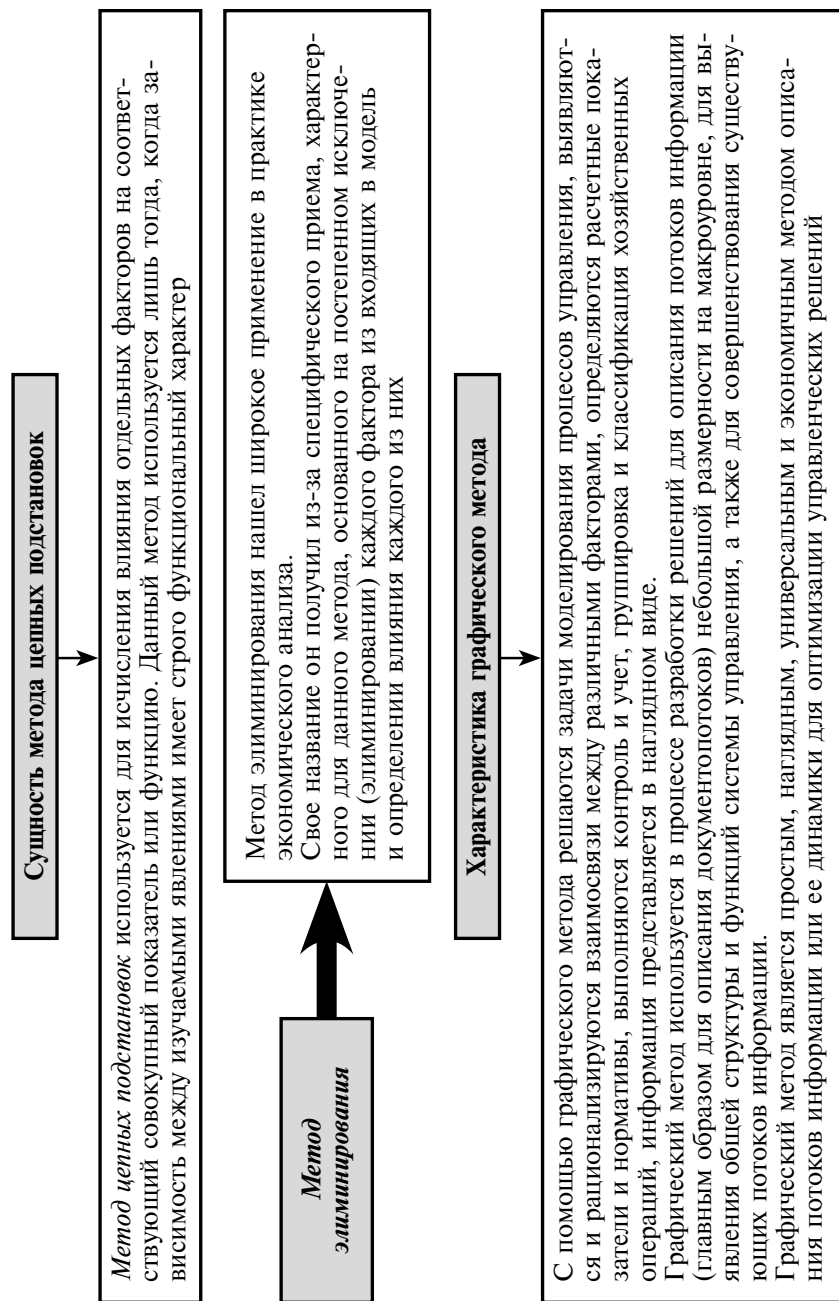 Сущность метода цепных подстановок
Метод цепных подстановок используется для исчисления влияния отдельных факторов на соответ-
ствующий совокупный показатель или функцию. Данный метод используется лишь тогда, когда за-
висимость между изучаемыми явлениями имеет строго функциональный характер
Метод
элиминирования
Метод элиминирования нашел широкое применение в практике
экономического анализа.
Свое название он получил из-за специфического приема, характер-
ного для данного метода, основанного на постепенном исключе-
нии (элиминировании) каждого фактора из входящих в модель
и определении влияния каждого из них
Характеристика графического метода
С помощью графического метода решаются задачи моделирования процессов управления, выявляют-
ся и рационализируются взаимосвязи между различными факторами, определяются расчетные пока-
затели и нормативы, выполняются контроль и учет, группировка и классификация хозяйственных
операций, информация представляется в наглядном виде.
Графический метод используется в процессе разработки решений для описания потоков информации
(главным образом для описания документопотоков) небольшой размерности на макроуровне, для вы-
явления общей структуры и функций системы управления, а также для совершенствования существу-
ющих потоков информации.
Графический метод является простым, наглядным, универсальным и экономичным методом описа-
ния потоков информации или ее динамики для оптимизации управленческих решений